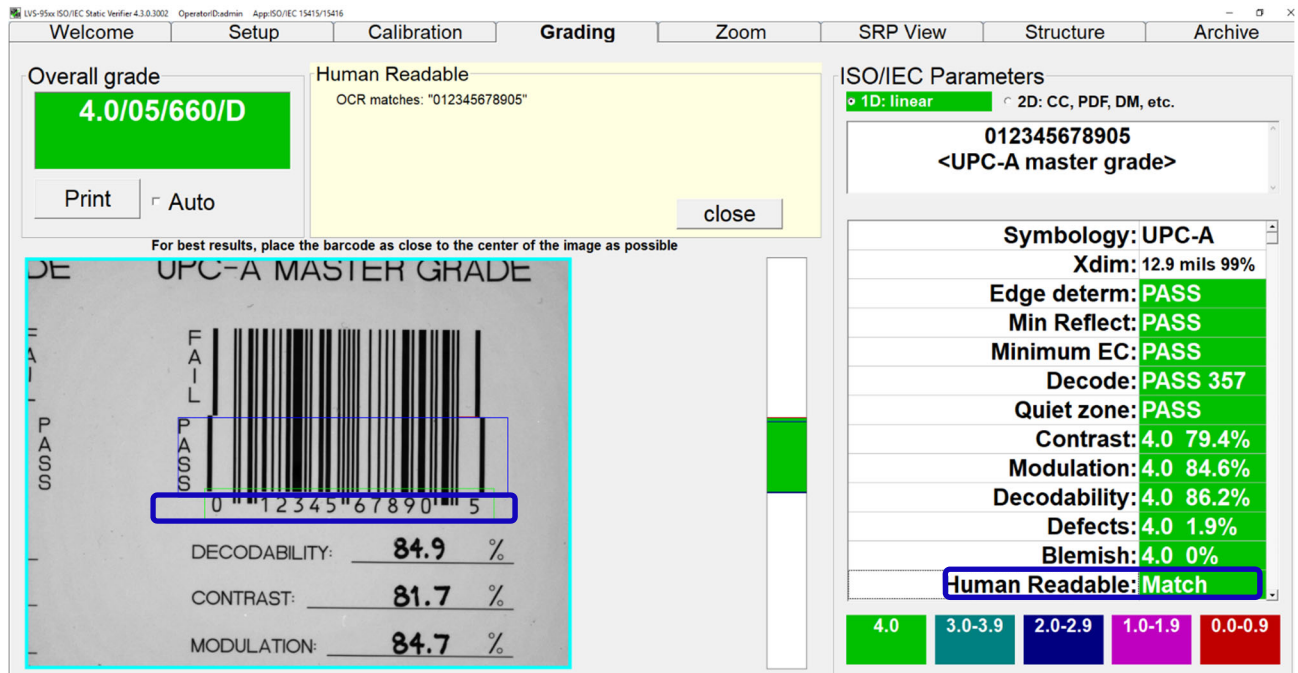 LVS-95xx ISO/IEC Static Verifier 4.3.0.3002 OperatorID:admin App:ISO/IEC 15415/15416
Welcome Setup Calibration Grading Zoom SRP View Structure Archive
Overall grade
4.0/05/660/D
Print
Auto
Human Readable
OCR matches: "012345678905"
close
For best results, place the barcode as close to the center of the image as possible
DE UPC-A MASTER GRADE
FAIL
FAIL
PASS
PASS
0 12345 67890 5
DECODABILITY: 84.9 %
CONTRAST: 81.7 %
MODULATION: 84.7 %
ISO/IEC Parameters
1D: linear 2D: CC, PDF, DM, etc.
012345678905
<UPC-A master grade>
Symbology: UPC-A
Xdim: 12.9 mils 99%
Edge determ: PASS
Min Reflect: PASS
Minimum EC: PASS
Decode: PASS 357
Quiet zone: PASS
Contrast: 4.0 79.4%
Modulation: 4.0 84.6%
Decodability: 4.0 86.2%
Defects: 4.0 1.9%
Blemish: 4.0 0%
Human Readable: Match
4.0 3.0-3.9 2.0-2.9 1.0-1.9 0.0-0.9